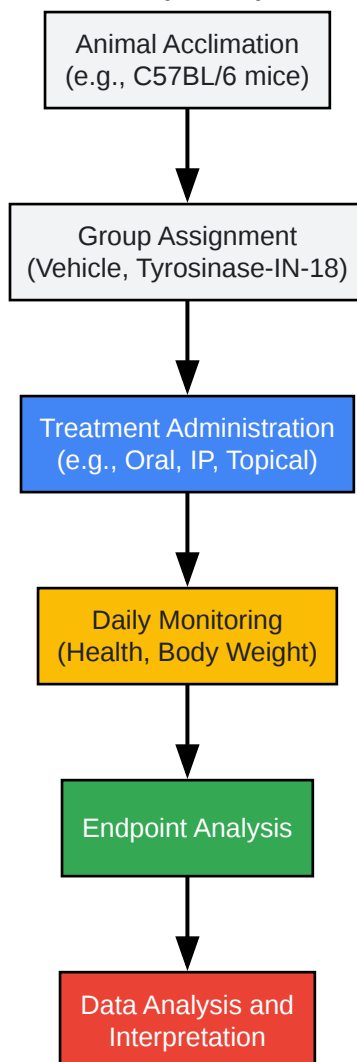 Animal Acclimation
(e.g., C57BL/6 mice)
Group Assignment
(Vehicle, Tyrosinase-IN-18)
Treatment Administration
(e.g., Oral, IP, Topical)
Daily Monitoring
(Health, Body Weight)
Endpoint Analysis
Data Analysis and
Interpretation